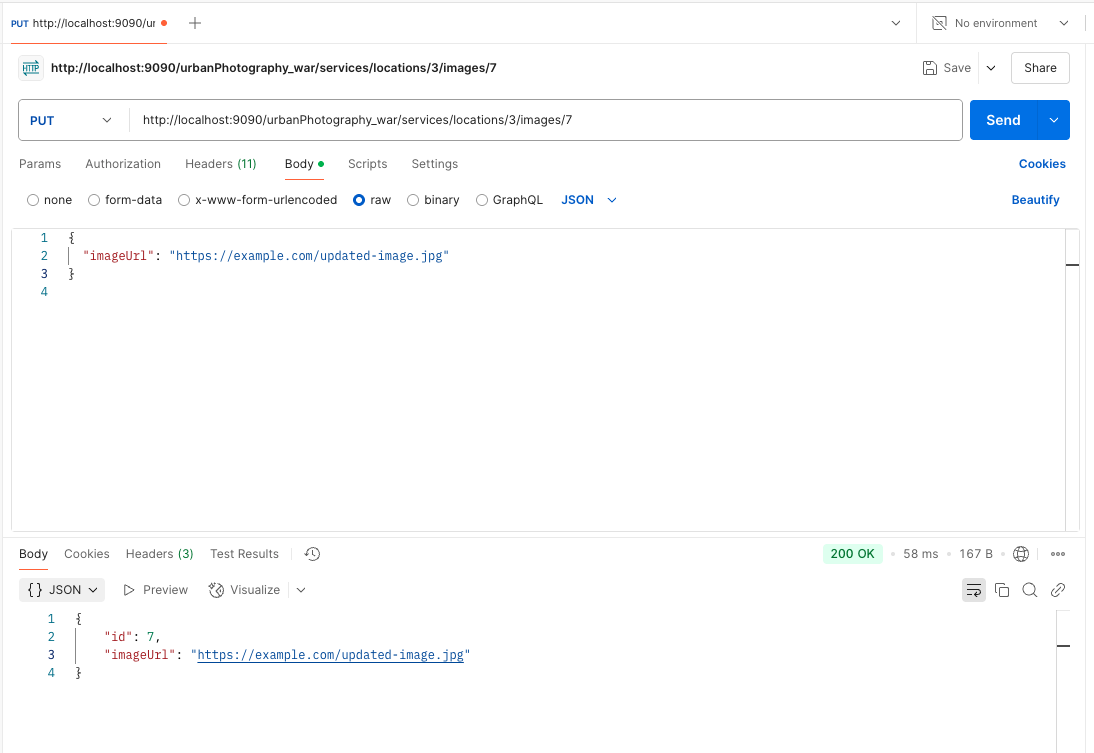 PUT http://localhost:9090/ur
No environment
HTTP http://localhost:9090/urbanPhotography_war/services/locations/3/images/7
Save
Share
PUT http://localhost:9090/urbanPhotography_war/services/locations/3/images/7
Send
Params Authorization Headers (11) Body Scripts Settings
Cookies
none form-data x-www-form-urlencoded raw binary GraphQL JSON
Beautify
1 {
2 "imageUrl": "https://example.com/updated-image.jpg"
3 }
4
Body Cookies Headers (3) Test Results
200 OK • 58 ms • 167 B •
{} JSON Preview Visualize
1 {
2 "id": 7,
3 "imageUrl": "https://example.com/updated-image.jpg"
4 }